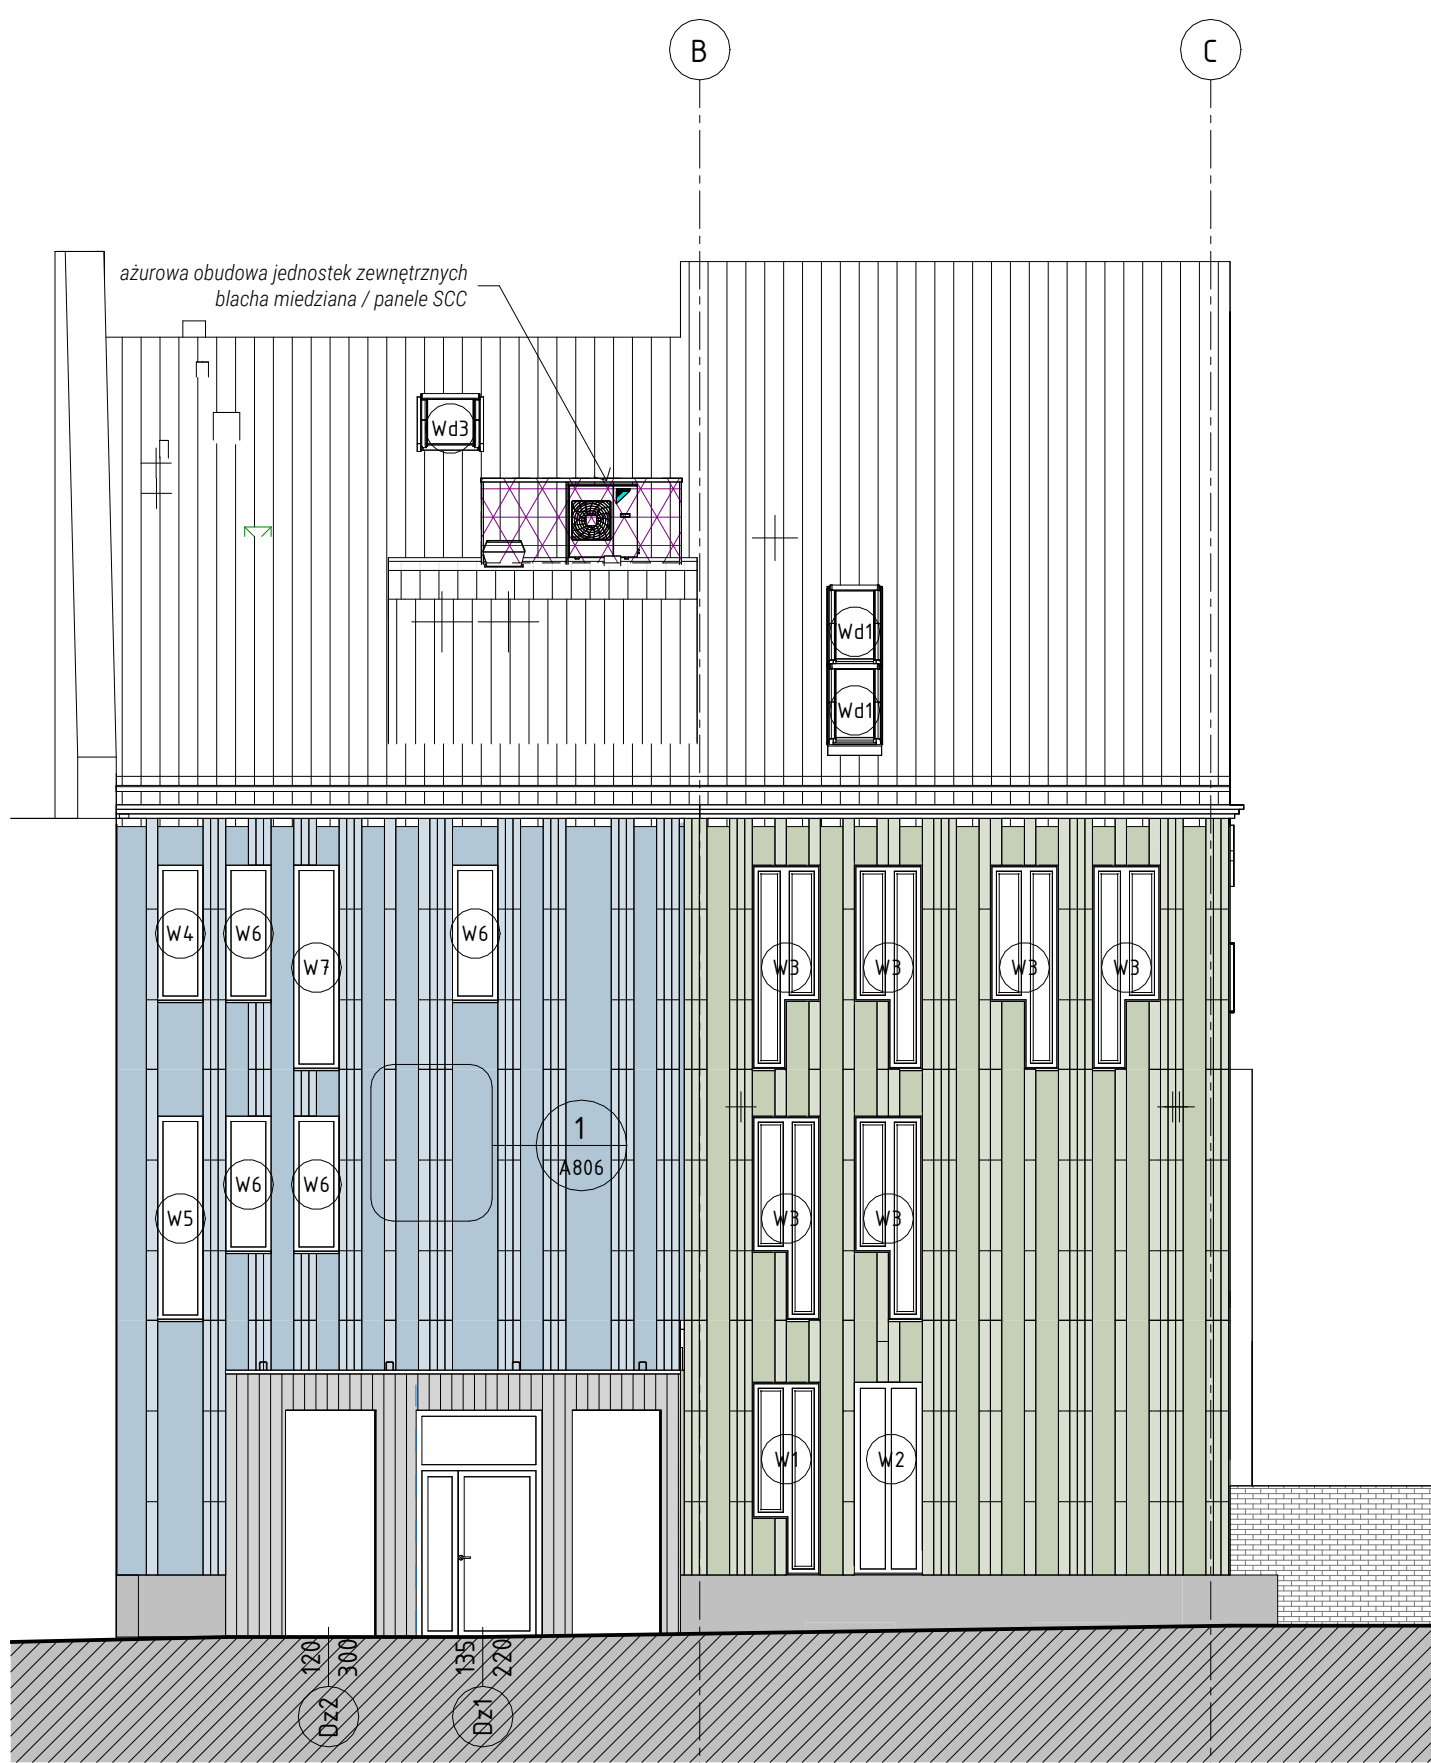 B
C
ażurowa obudowa jednostek zewnętrznych
blacha miedziana / panele SCC
Wd3
Wd1
Wd1
W4
W6
W7
W6
W3
W3
W3
W3
1
A806
W5
W6
W6
W3
W3
W1
W2
120
300
135
220
Dz2
Dz1